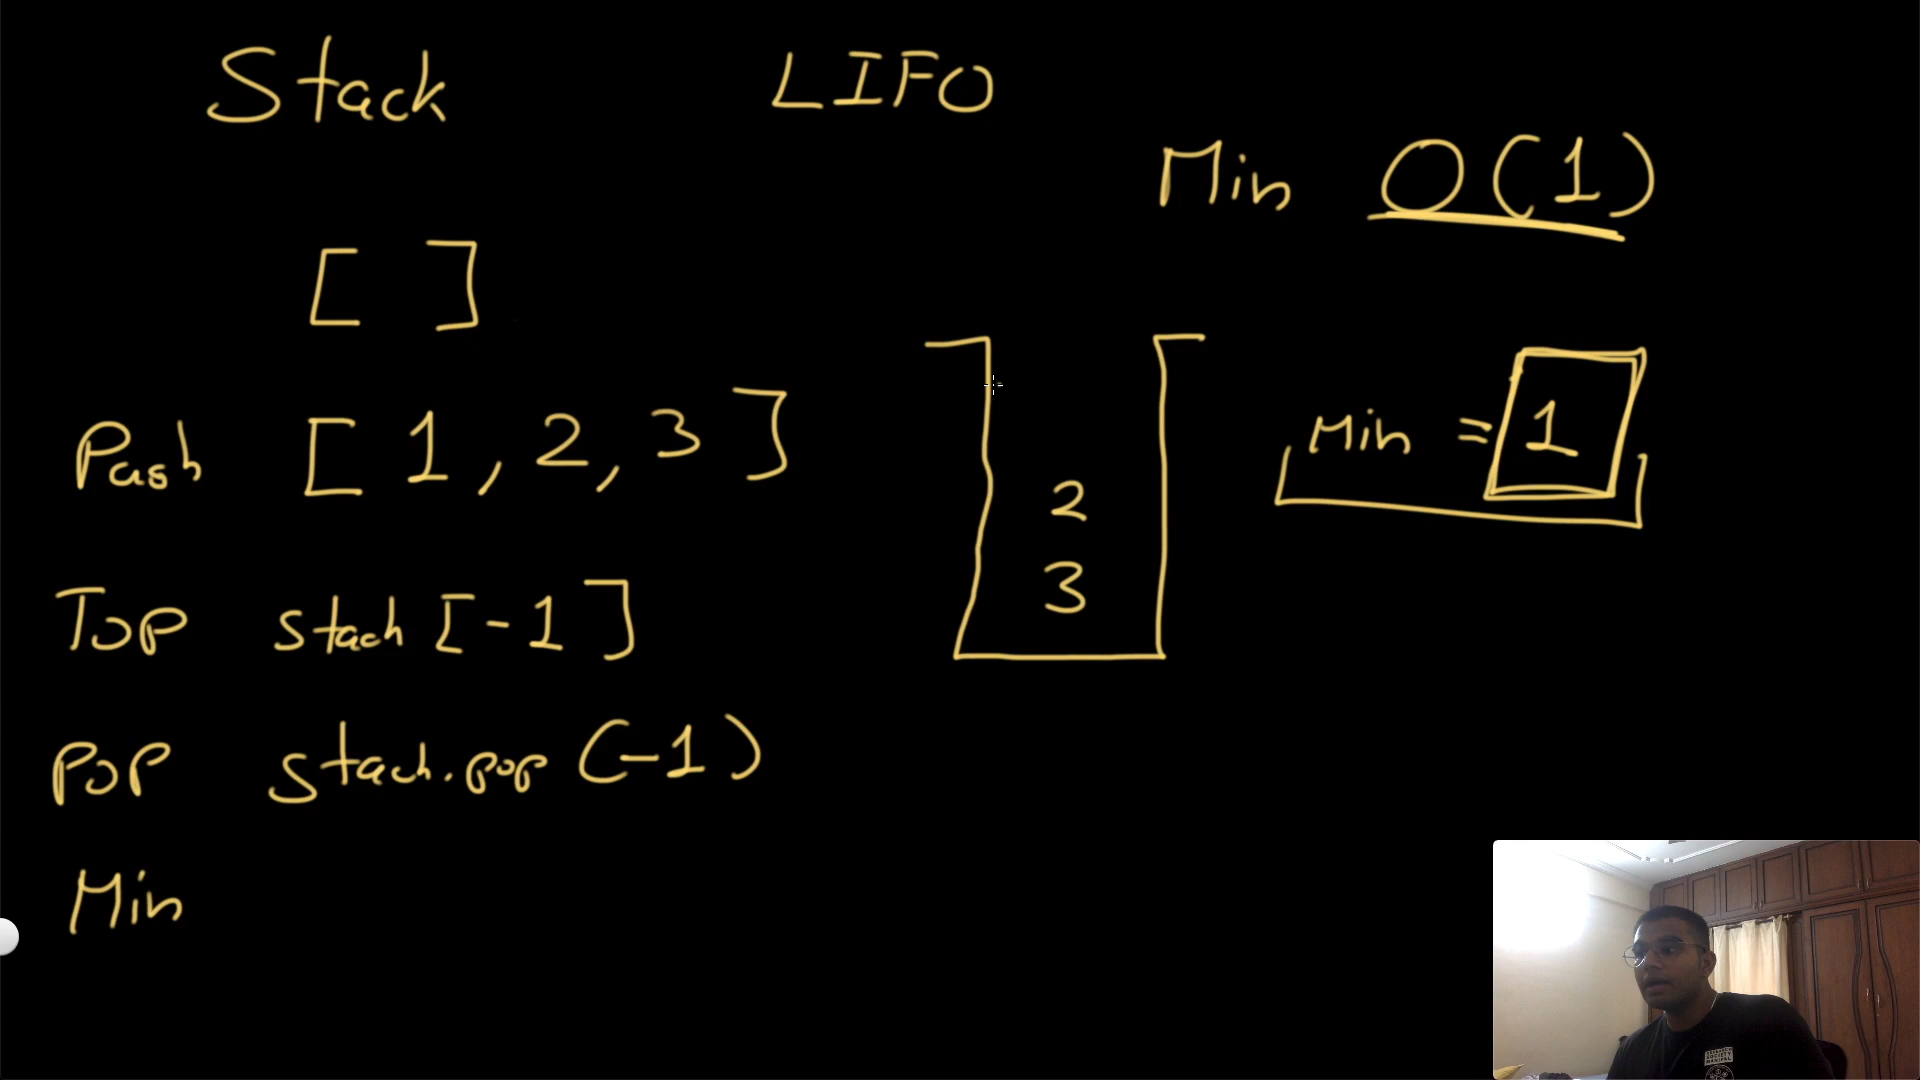 Stack LIFO
Min O(1)
[ ]
Push [ 1, 2, 3 ]
2
3
Min = 1
Top stack [-1]
Pop stack.pop (-1)
Min